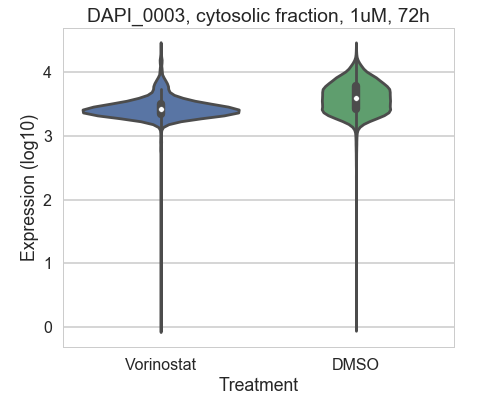 DAPI_0003, cytosolic fraction, 1uM, 72h
Expression (log10)
4
3
2
1
0
Vorinostat
DMSO
Treatment